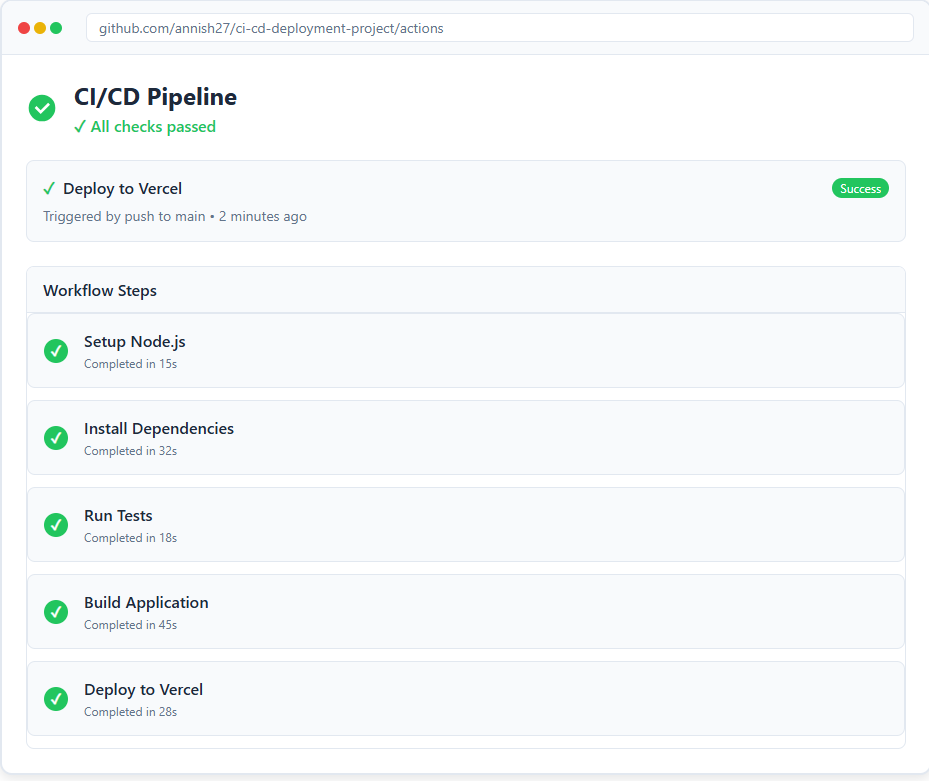 github.com/annish27/ci-cd-deployment-project/actions
CI/CD Pipeline
✓ All checks passed
✓ Deploy to Vercel
Success
Triggered by push to main • 2 minutes ago
Workflow Steps
Setup Node.js
Completed in 15s
Install Dependencies
Completed in 32s
Run Tests
Completed in 18s
Build Application
Completed in 45s
Deploy to Vercel
Completed in 28s